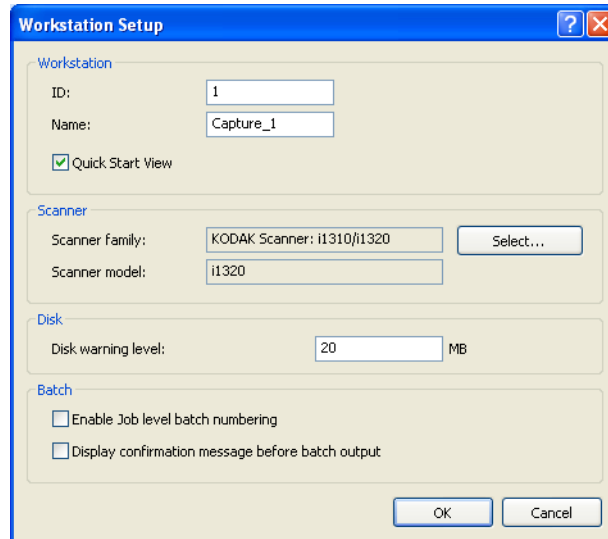 Workstation Setup
Workstation
ID: 1
Name: Capture_1
Quick Start View
Scanner
Scanner family: KODAK Scanner: i1310/i1320 Select...
Scanner model: i1320
Disk
Disk warning level: 20 MB
Batch
Enable Job level batch numbering
Display confirmation message before batch output
OK Cancel